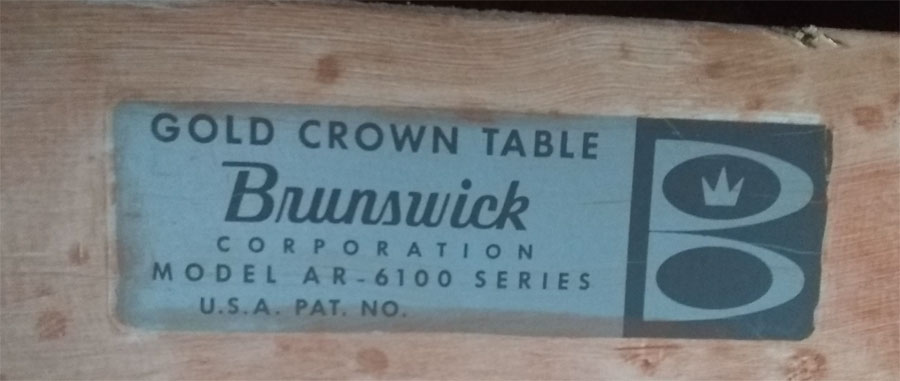 GOLD CROWN TABLE
Brunswick
CORPORATION
MODEL AR-6100 SERIES
U.S.A. PAT. NO.